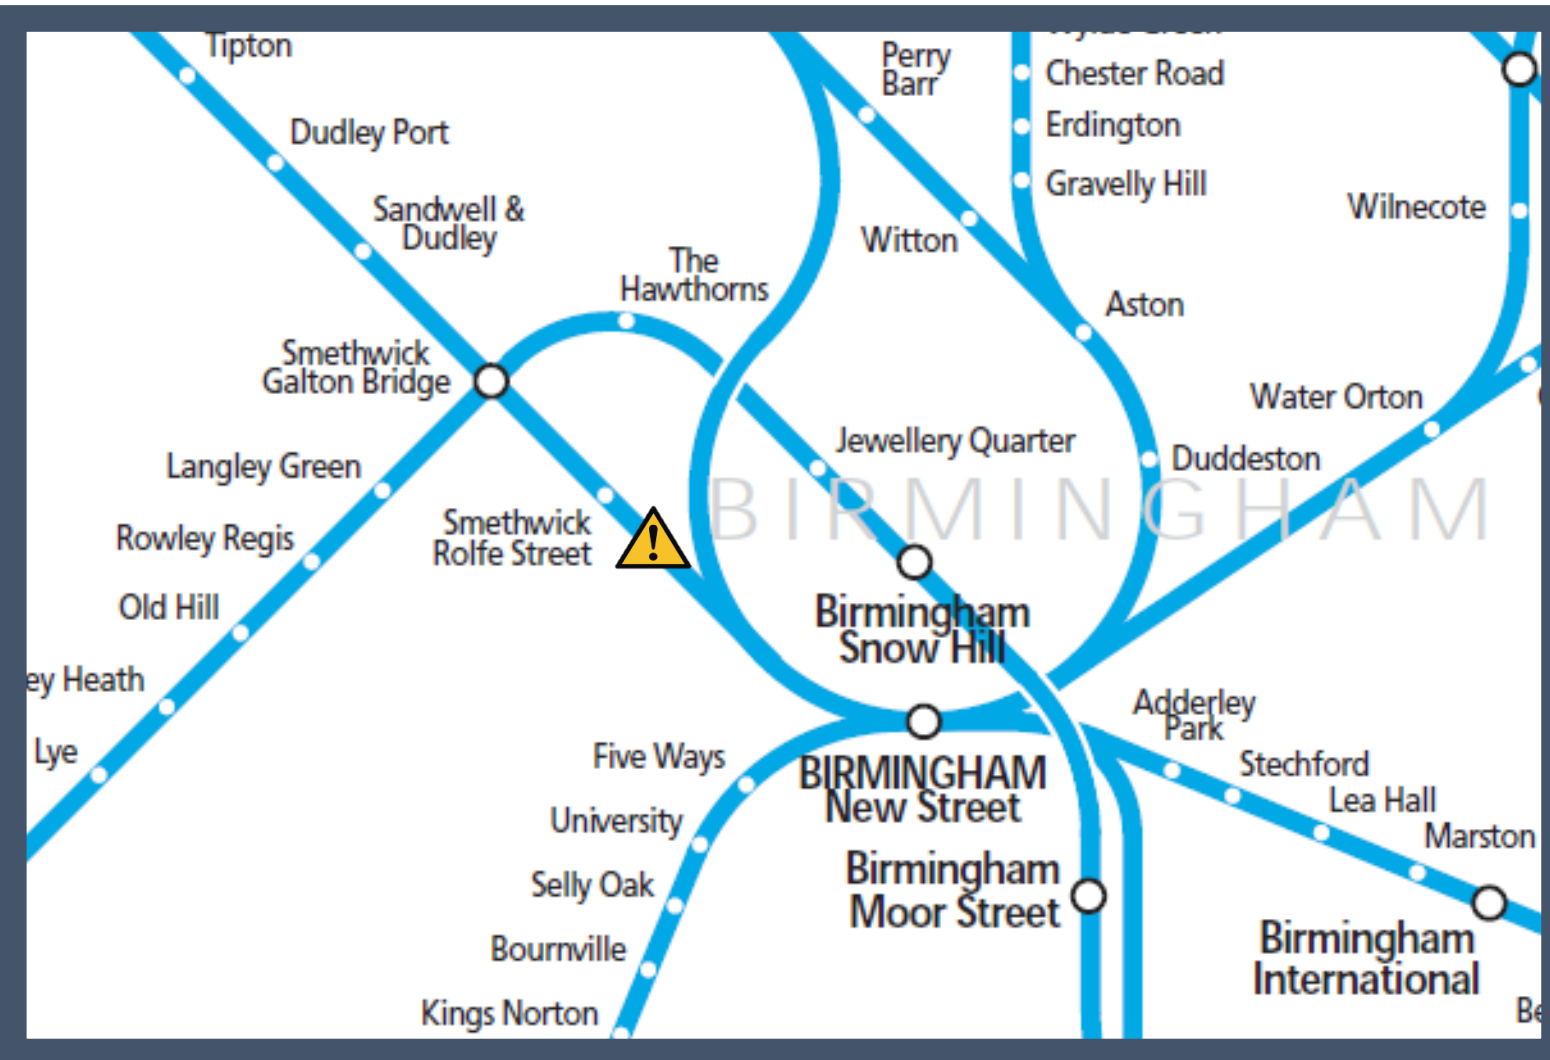 Tipton
Wylde Green
Perry
Barr
Chester Road
Dudley Port
Erdington
Gravelly Hill
Sandwell &
Dudley
Wilnecote
Witton
The
Hawthorns
Aston
Smethwick
Galton Bridge
Water Orton
Jewellery Quarter
Langley Green
Duddeston
BIRMINGHAM
Smethwick
Rolfe Street
!
Rowley Regis
Old Hill
Birmingham
Snow Hill
ey Heath
Adderley
Park
Lye
Five Ways
Stechford
BIRMINGHAM
New Street
Lea Hall
University
Marston
Birmingham
Moor Street
Selly Oak
Bournville
Birmingham
International
Kings Norton
Be